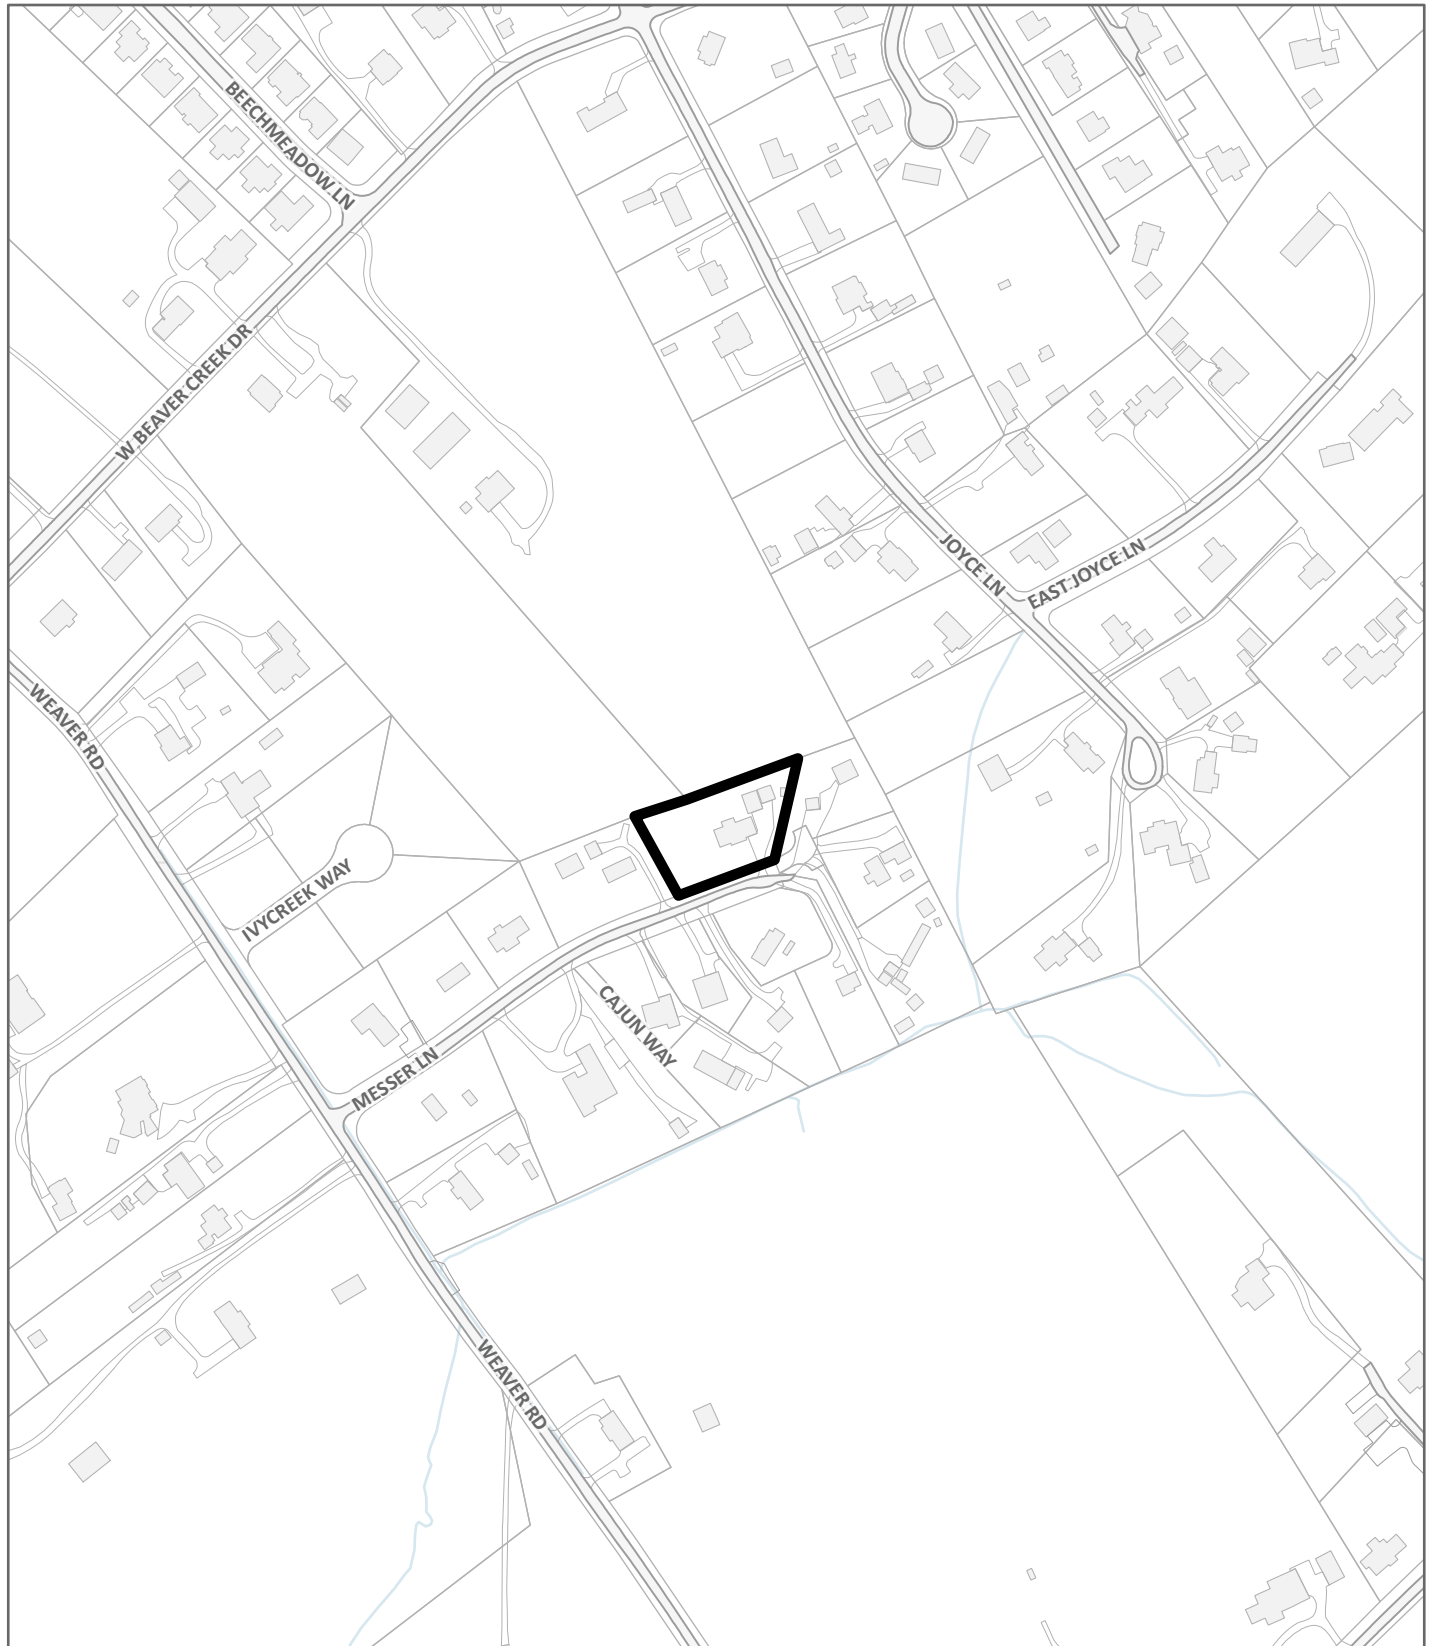 BEECHMEADOW LN
W BEAVER CREEK DR
JOYCE LN
EAST JOYCE LN
WEAVER RD
IVYCREEK WAY
CAJUN WAY
MESSER LN
WEAVER RD